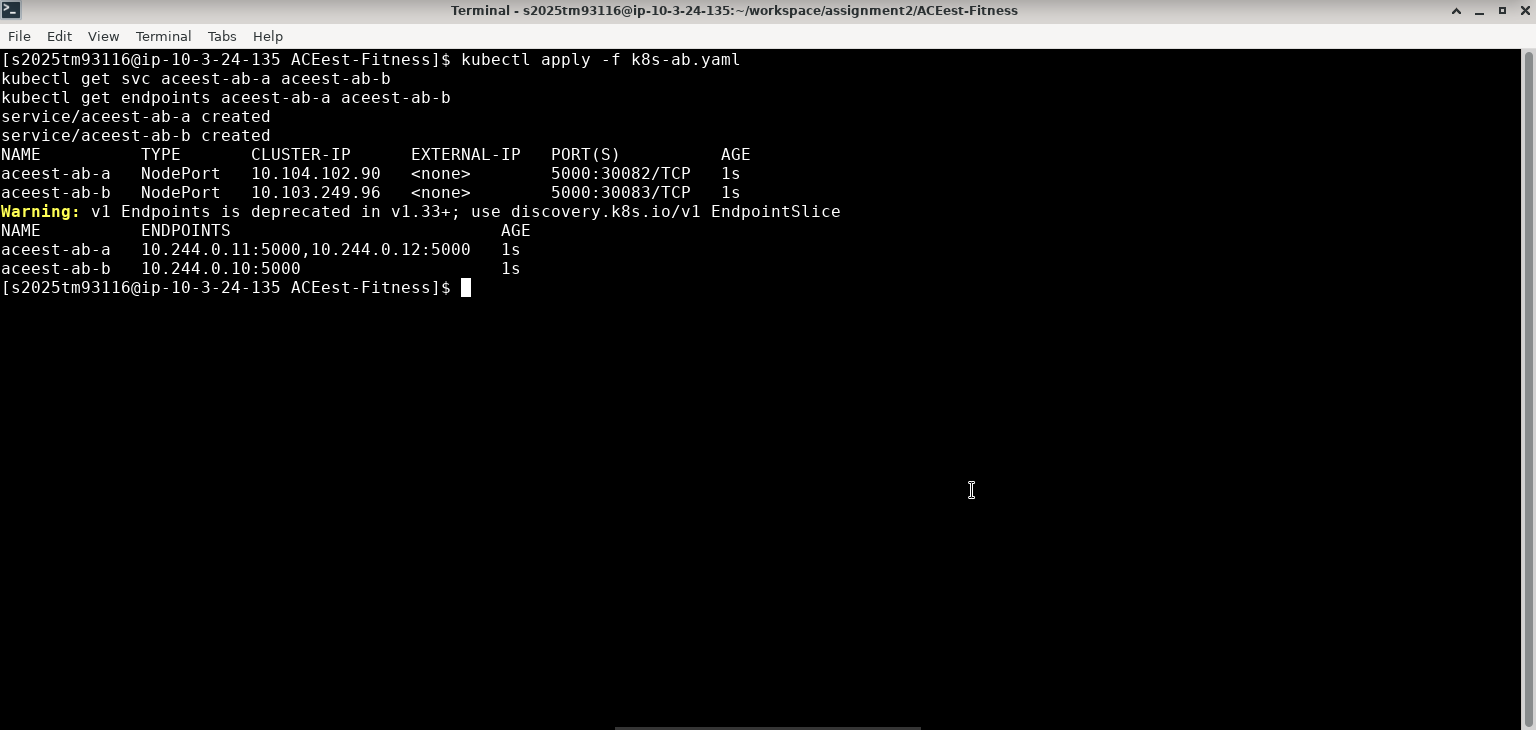 Terminal - s2025tm93116@ip-10-3-24-135:~/workspace/assignment2/ACEest-Fitness
File Edit View Terminal Tabs Help
[s2025tm93116@ip-10-3-24-135 ACEest-Fitness]$ kubectl apply -f k8s-ab.yaml
kubectl get svc aceest-ab-a aceest-ab-b
kubectl get endpoints aceest-ab-a aceest-ab-b
service/aceest-ab-a created
service/aceest-ab-b created
NAME          TYPE       CLUSTER-IP      EXTERNAL-IP   PORT(S)          AGE
aceest-ab-a   NodePort   10.104.102.90   <none>        5000:30082/TCP   1s
aceest-ab-b   NodePort   10.103.249.96   <none>        5000:30083/TCP   1s
Warning: v1 Endpoints is deprecated in v1.33+; use discovery.k8s.io/v1 EndpointSlice
NAME          ENDPOINTS                           AGE
aceest-ab-a   10.244.0.11:5000,10.244.0.12:5000   1s
aceest-ab-b   10.244.0.10:5000                    1s
[s2025tm93116@ip-10-3-24-135 ACEest-Fitness]$